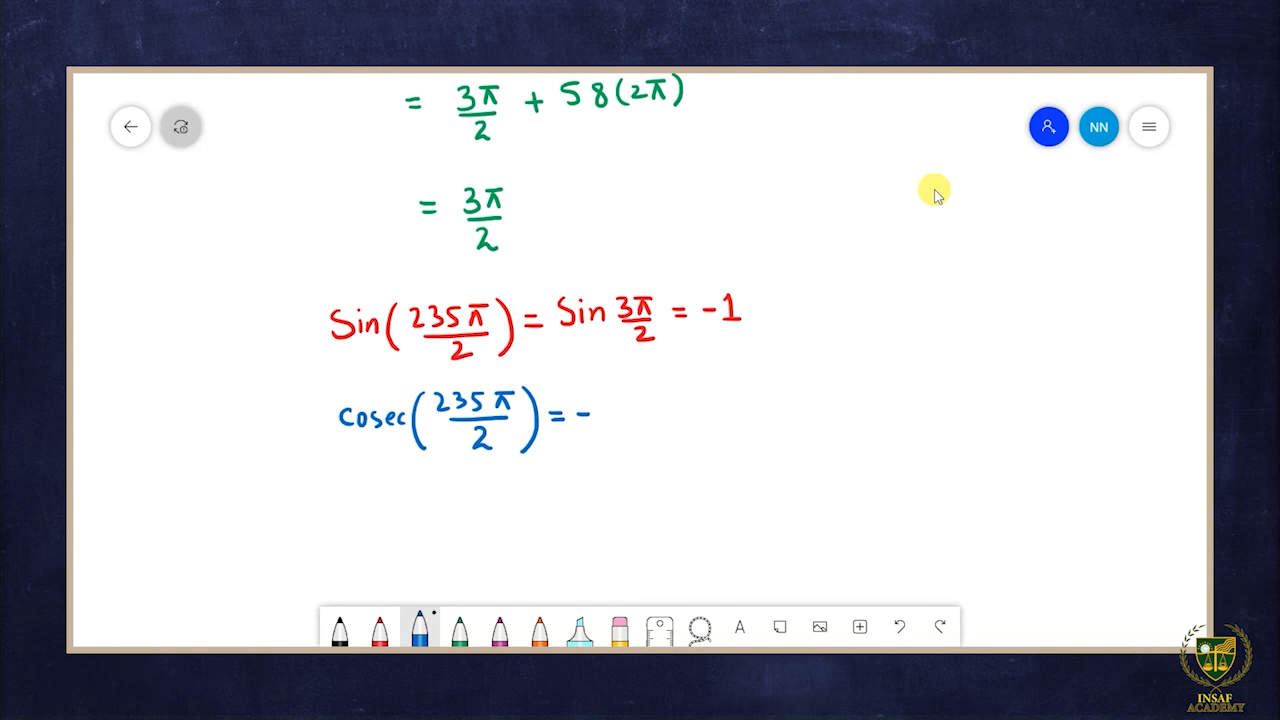 = 3π/2 + 58(2π)
NN
= 3π/2
Sin(235π/2) = Sin 3π/2 = -1
cosec(235π/2) = -
A
INSAF
ACADEMY